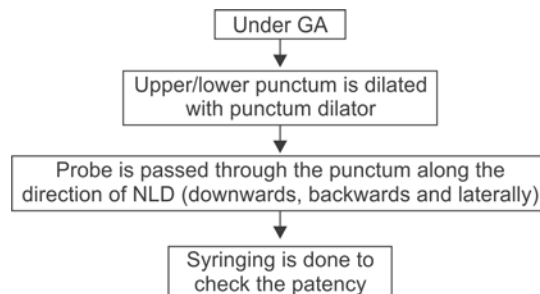 Under GA
Upper/lower punctum is dilated
with punctum dilator
Probe is passed through the punctum along the
direction of NLD (downwards, backwards and laterally)
Syringing is done to
check the patency